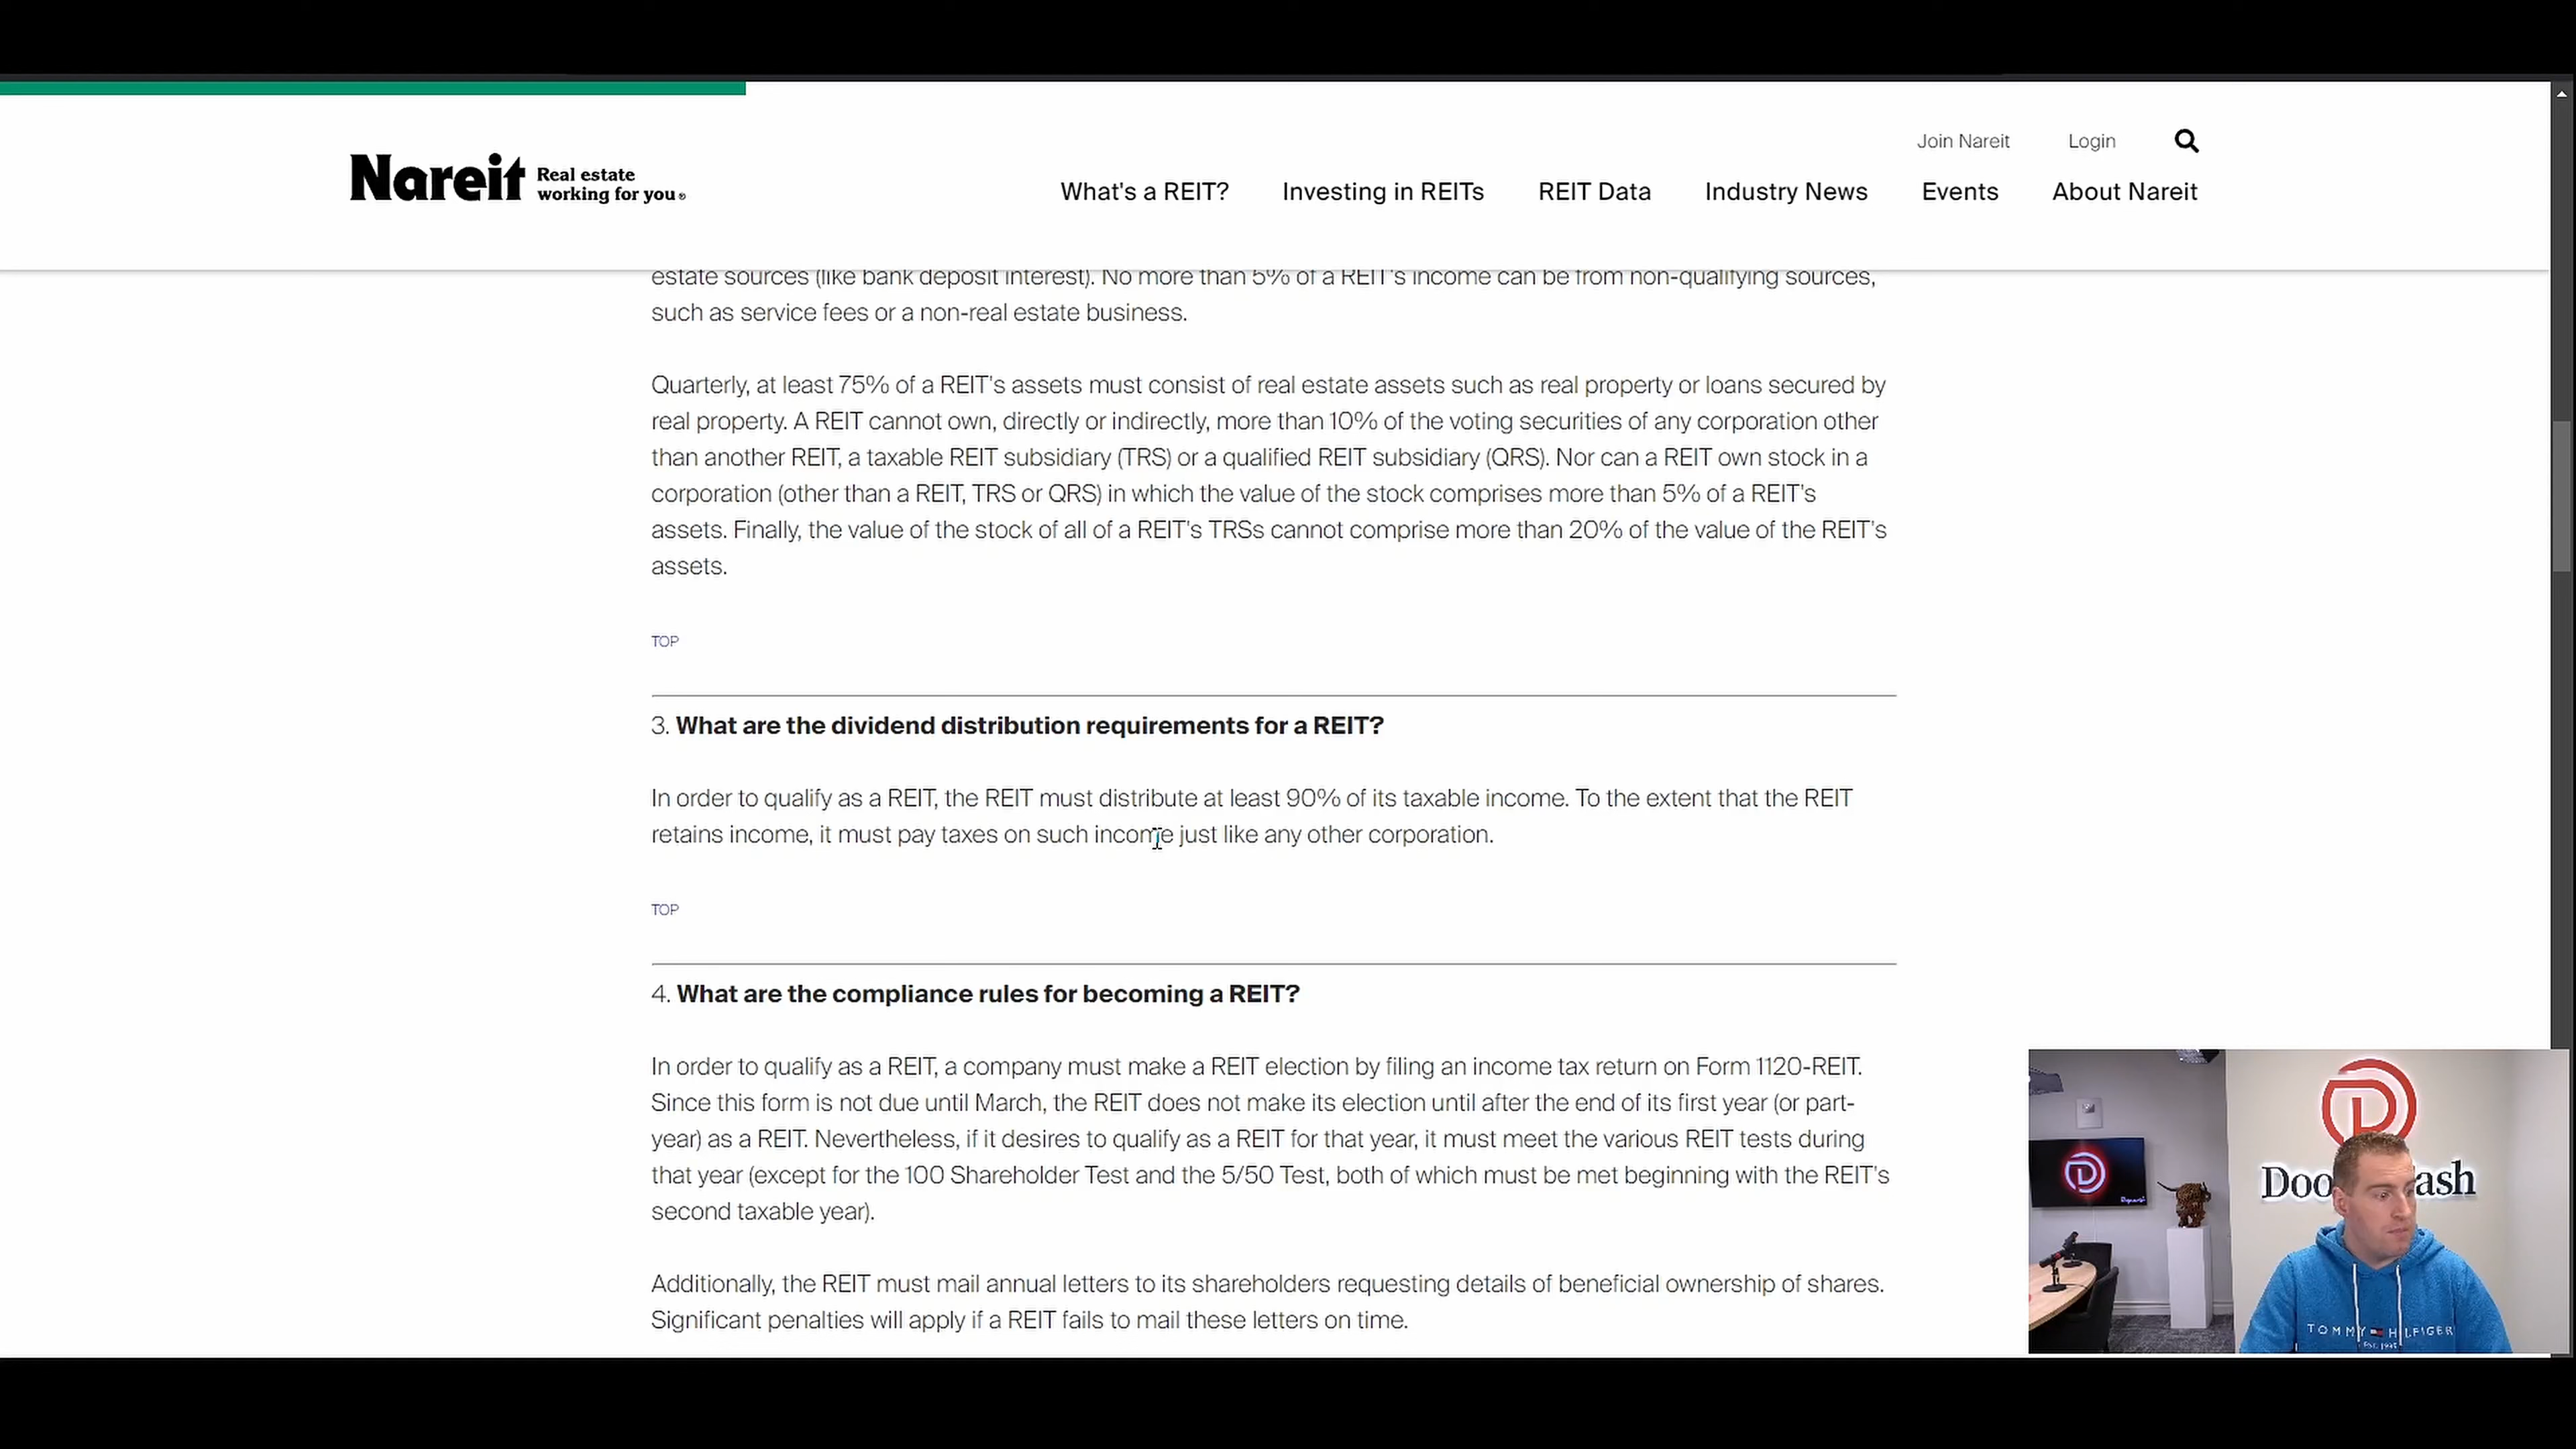 Join Nareit Login
Nareit Real estate
working for you®
What's a REIT? Investing in REITs REIT Data Industry News Events About Nareit
estate sources (like bank deposit interest). No more than 5% of a REIT's income can be from non-qualifying sources,
such as service fees or a non-real estate business.
Quarterly, at least 75% of a REIT's assets must consist of real estate assets such as real property or loans secured by
real property. A REIT cannot own, directly or indirectly, more than 10% of the voting securities of any corporation other
than another REIT, a taxable REIT subsidiary (TRS) or a qualified REIT subsidiary (QRS). Nor can a REIT own stock in a
corporation (other than a REIT, TRS or QRS) in which the value of the stock comprises more than 5% of a REIT's
assets. Finally, the value of the stock of all of a REIT's TRSs cannot comprise more than 20% of the value of the REIT's
assets.
TOP
3. What are the dividend distribution requirements for a REIT?
In order to qualify as a REIT, the REIT must distribute at least 90% of its taxable income. To the extent that the REIT
retains income, it must pay taxes on such income just like any other corporation.
TOP
4. What are the compliance rules for becoming a REIT?
In order to qualify as a REIT, a company must make a REIT election by filing an income tax return on Form 1120-REIT.
Since this form is not due until March, the REIT does not make its election until after the end of its first year (or part-
year) as a REIT. Nevertheless, if it desires to qualify as a REIT for that year, it must meet the various REIT tests during
that year (except for the 100 Shareholder Test and the 5/50 Test, both of which must be met beginning with the REIT's
second taxable year).
Additionally, the REIT must mail annual letters to its shareholders requesting details of beneficial ownership of shares.
Significant penalties will apply if a REIT fails to mail these letters on time.
TOMMY HILFIGER